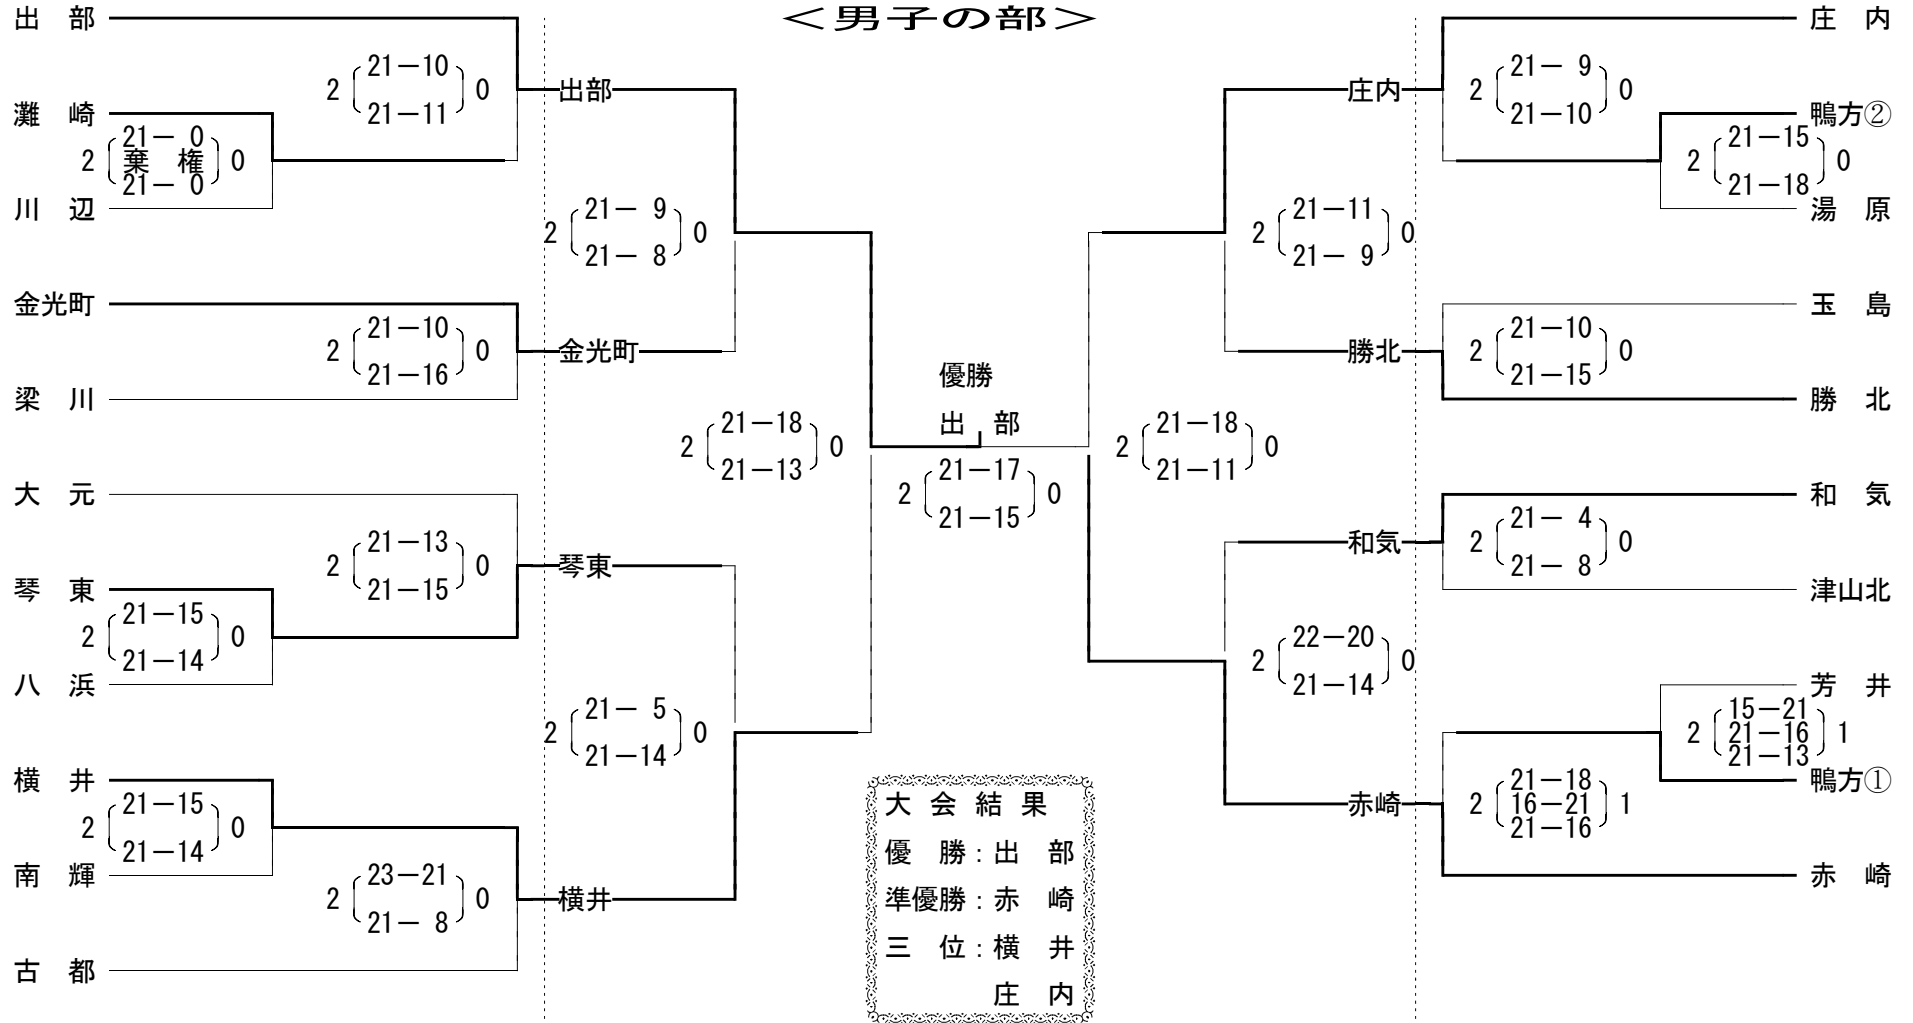 ＜男子の部＞
出　部
2 21－10 0
21－11
灘　崎
2 21－ 0 0
棄　権
21－ 0
川　辺
出部
2 21－ 9 0
21－ 8
金光町
2 21－10 0
21－16
梁　川
金光町
2 21－18 0
21－13
大　元
2 21－13 0
21－15
琴　東
2 21－15 0
21－14
八　浜
琴東
2 21－ 5 0
21－14
横　井
2 21－15 0
21－14
南　輝
2 23－21 0
21－ 8
古　都
横井
優勝
出　部
2 21－17 0
21－15
庄　内
庄内
2 21－ 9 0
21－10
鴨方②
2 21－15 0
21－18
湯　原
2 21－11 0
21－ 9
玉　島
勝北
2 21－10 0
21－15
勝　北
2 21－18 0
21－11
和　気
和気
2 21－ 4 0
21－ 8
津山北
2 22－20 0
21－14
芳　井
2 15－21 1
21－16
21－13
鴨方①
赤崎
2 21－18 1
16－21
21－16
赤　崎
大 会 結 果
優　勝：出　部
準優勝：赤　崎
三　位：横　井
庄　内